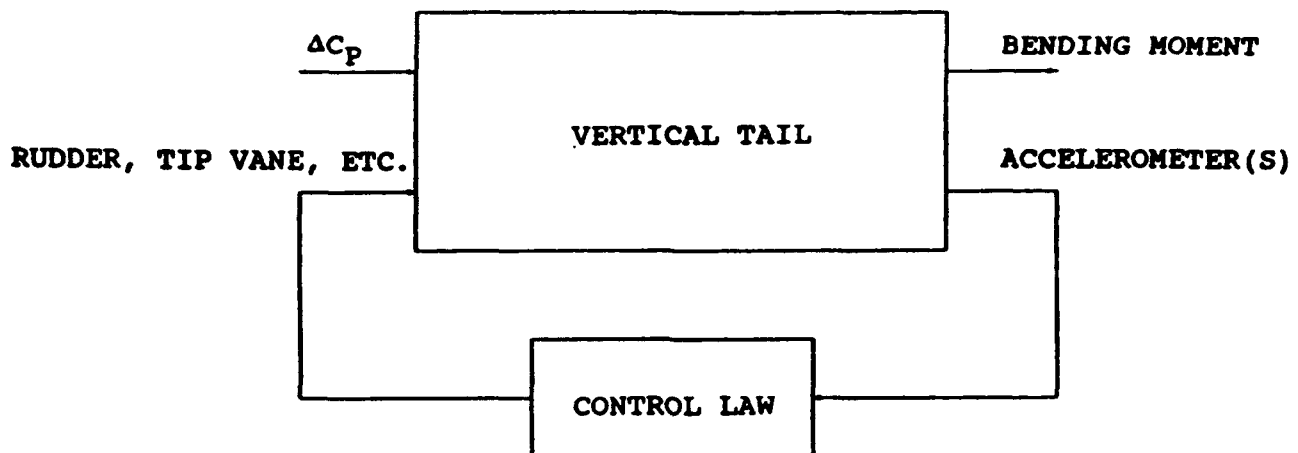 ΔCP
BENDING MOMENT
VERTICAL TAIL
RUDDER, TIP VANE, ETC.
ACCELEROMETER(S)
CONTROL LAW